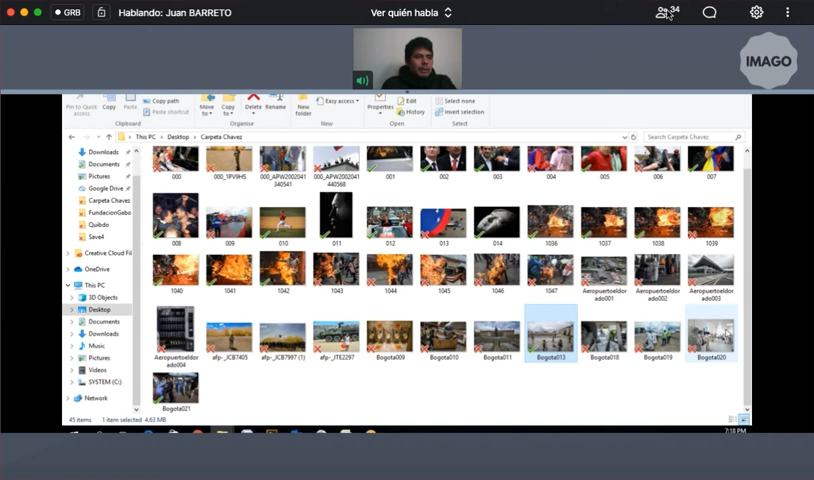 GRB
Hablando: Juan BARRETO
Ver quién habla
34
IMAGO
Pin to Quick access
Copy
Paste
Copy path
Paste shortcut
Move to
Copy to
Delete
Rename
New folder
Easy access
Properties
Edit
History
Select none
Invert selection
Clipboard
Organise
New
Open
Select
This PC > Desktop > Carpeta Chavez
Search Carpeta Chavez
Downloads
Documents
Pictures
Google Drive
Carpeta Chavez
FundacionGabo
Quibdo
Save4
Creative Cloud Fil
OneDrive
This PC
3D Objects
Desktop
Documents
Downloads
Music
Pictures
Videos
SYSTEM (C:)
Network
000
000_1PV9HS
000_APW2002041340541
000_APW2002041440568
001
002
003
004
005
006
007
008
009
010
011
012
013
014
1036
1037
1038
1039
1040
1041
1042
1043
1044
1045
1046
1047
Aeropuertoeldorado001
Aeropuertoeldorado002
Aeropuertoeldorado003
Aeropuertoeldorado004
afp-_JCB7405
afp-_JCB7997 (1)
afp-_JTE2297
Bogota009
Bogota010
Bogota011
Bogota013
Bogota018
Bogota019
Bogota020
Bogota021
45 items
1 item selected 4,63 MB
7:18 PM